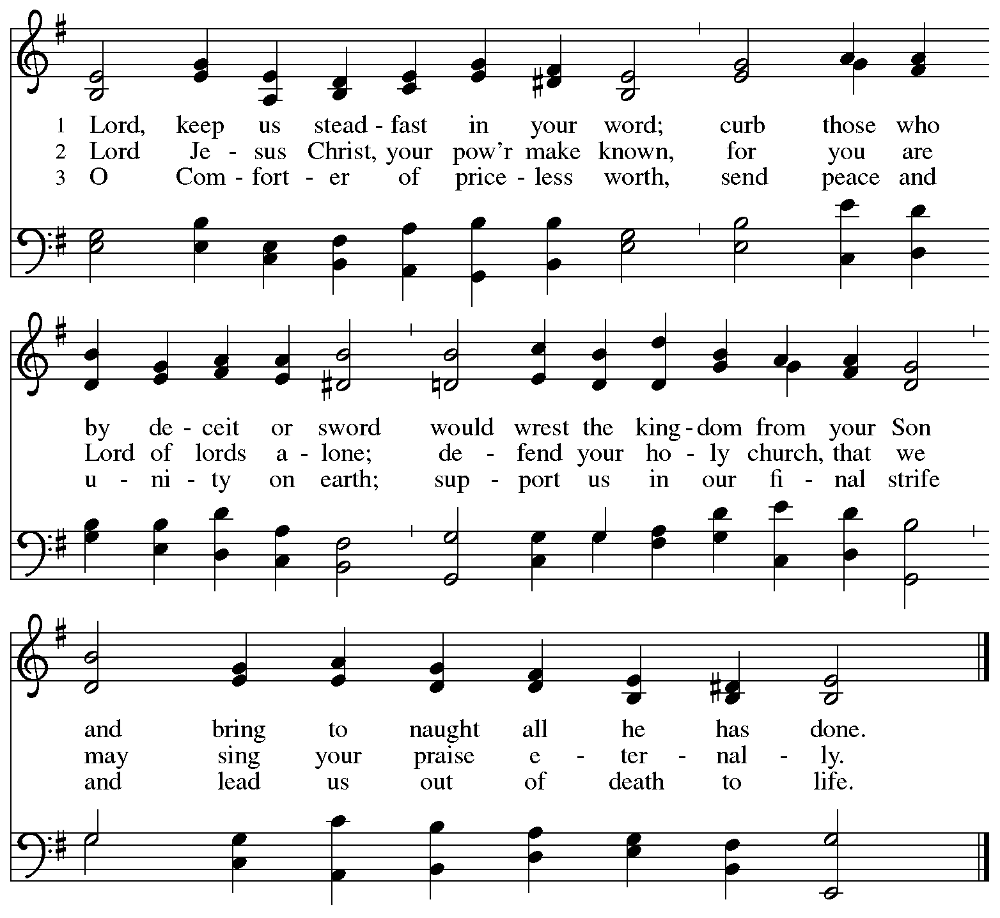 1 Lord, keep us stead - fast in your word; curb those who
2 Lord Je - sus Christ, your pow'r make known, for you are
3 O Com - fort - er of price - less worth, send peace and
by de - ceit or sword would wrest the king - dom from your Son
Lord of lords a - lone; de - fend your ho - ly church, that we
u - ni - ty on earth; sup - port us in our fi - nal strife
and bring to naught all he has done.
may sing your praise e - ter - nal - ly.
and lead us out of death to life.